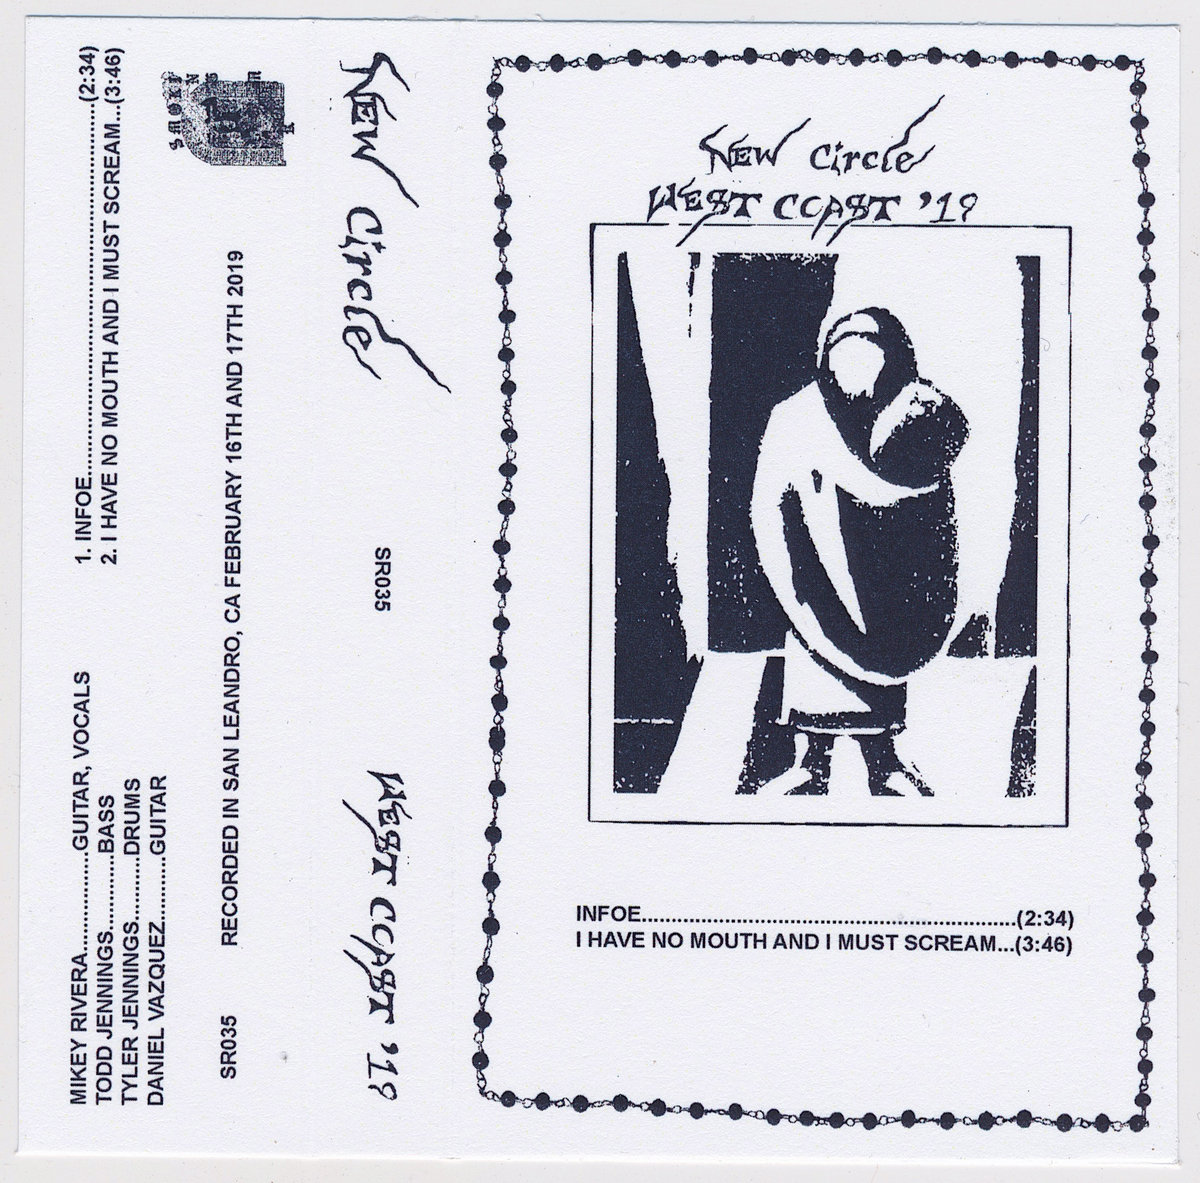 1. INFOE..........................................................(2:34)
2. I HAVE NO MOUTH AND I MUST SCREAM...(3:46)
MIKEY RIVERA...............GUITAR, VOCALS
TODD JENNINGS............BASS
TYLER JENNINGS..........DRUMS
DANIEL VAZQUEZ..........GUITAR
SR035
RECORDED IN SAN LEANDRO, CA FEBRUARY 16TH AND 17TH 2019
NEW CIrclE
SR035
WEST COAST '19
NEW CIrclE
WEST COAST '19
INFOE..............................................................(2:34)
I HAVE NO MOUTH AND I MUST SCREAM...(3:46)